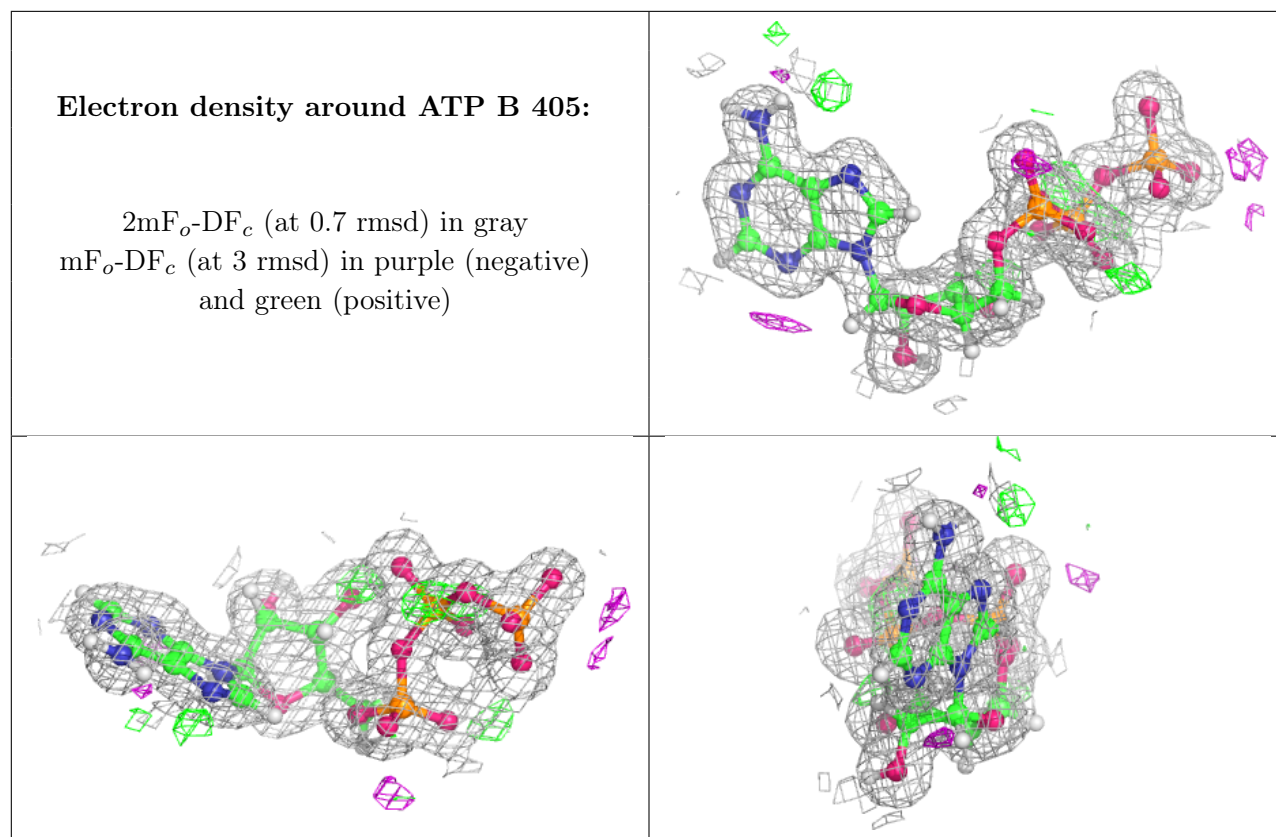 Electron density around ATP B 405:
2mFo-DFc (at 0.7 rmsd) in gray
mFo-DFc (at 3 rmsd) in purple (negative)
and green (positive)